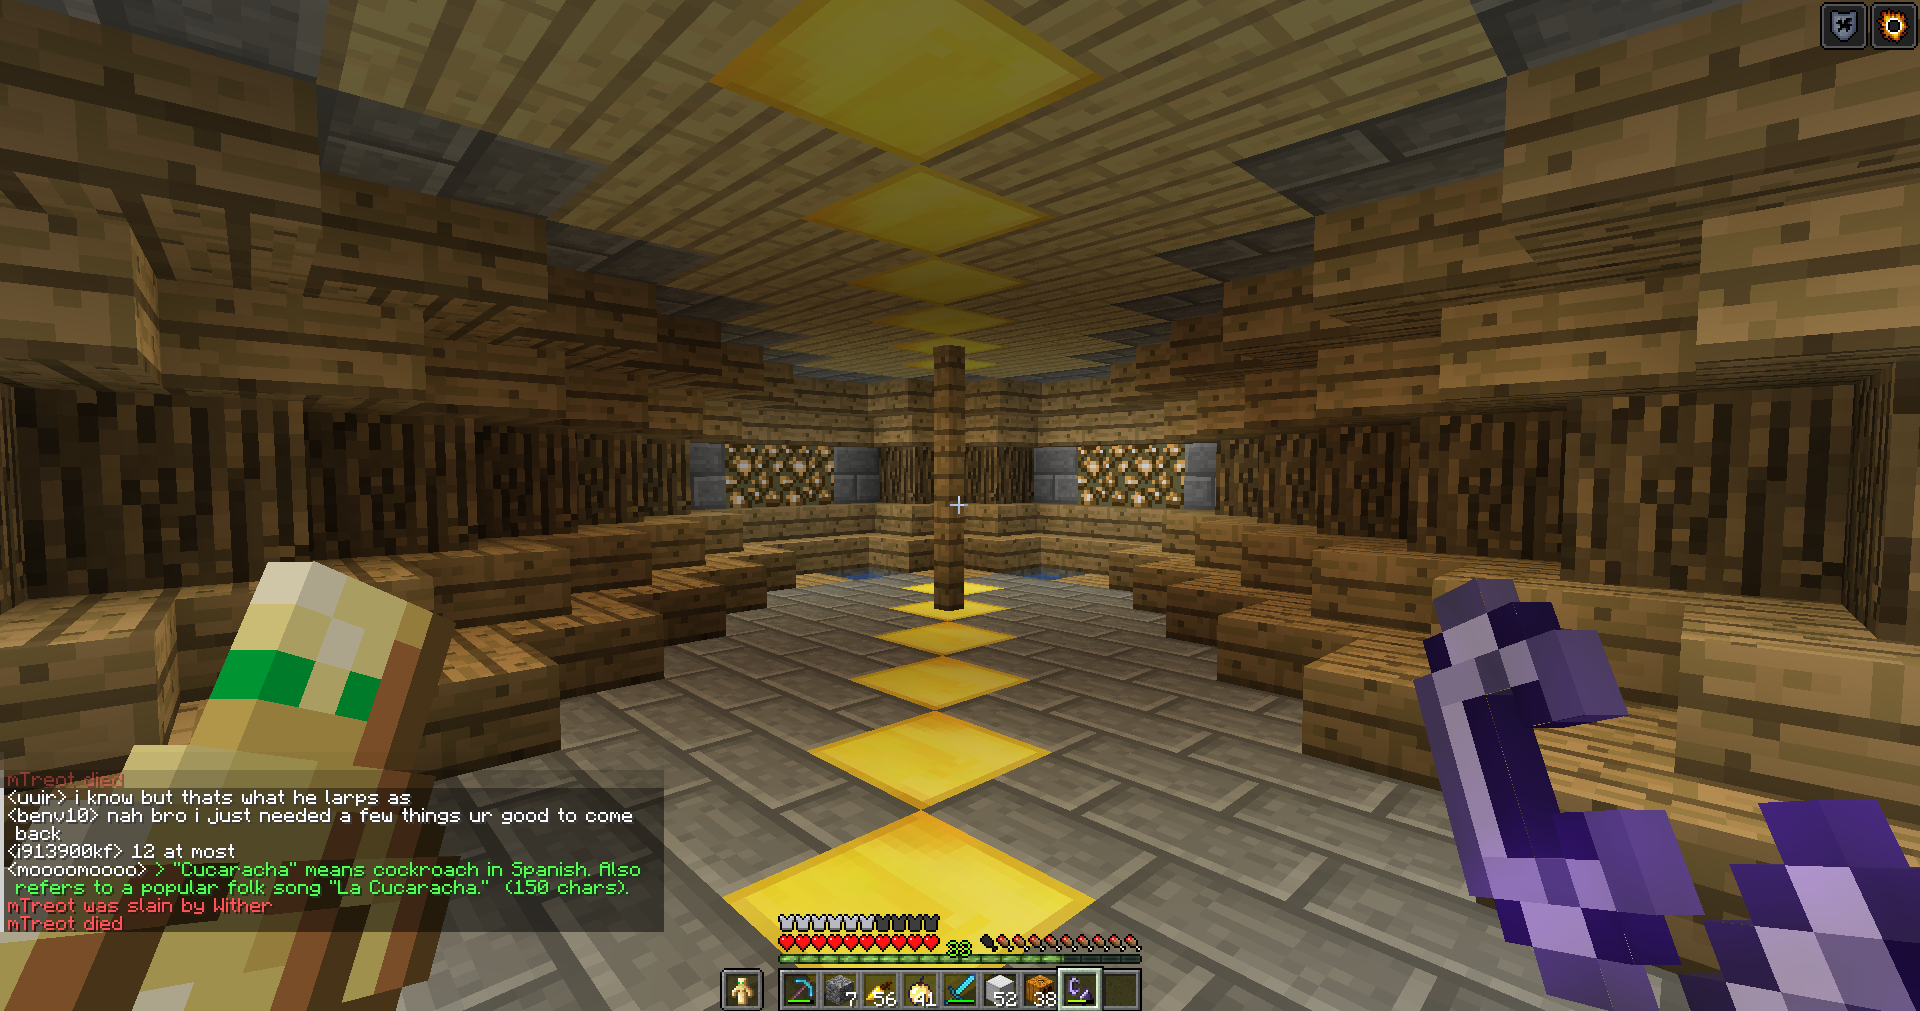 mTreot died
<uuir> i know but thats what he larps as
<benv10> nah bro i just needed a few things ur good to come
back
<i913900kf> 12 at most
<moooomoooo> > "Cucaracha" means cockroach in Spanish. Also
refers to a popular folk song "La Cucaracha." (150 chars).
mTreot was slain by Wither
mTreot died
38
7 56 41 52 38